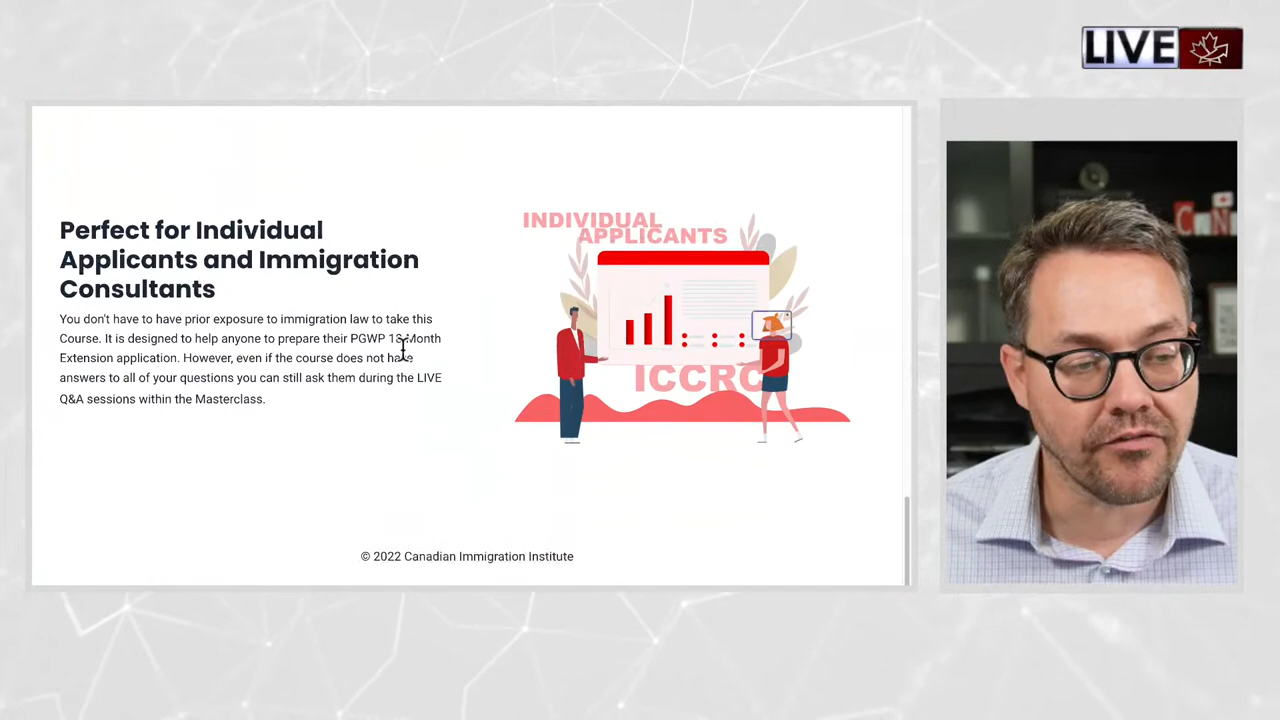 LIVE
Perfect for Individual
Applicants and Immigration
Consultants
You don't have to have prior exposure to immigration law to take this
Course. It is designed to help anyone to prepare their PGWP 18 Month
Extension application. However, even if the course does not have
answers to all of your questions you can still ask them during the LIVE
Q&A sessions within the Masterclass.
INDIVIDUAL
APPLICANTS
ICCRC
© 2022 Canadian Immigration Institute